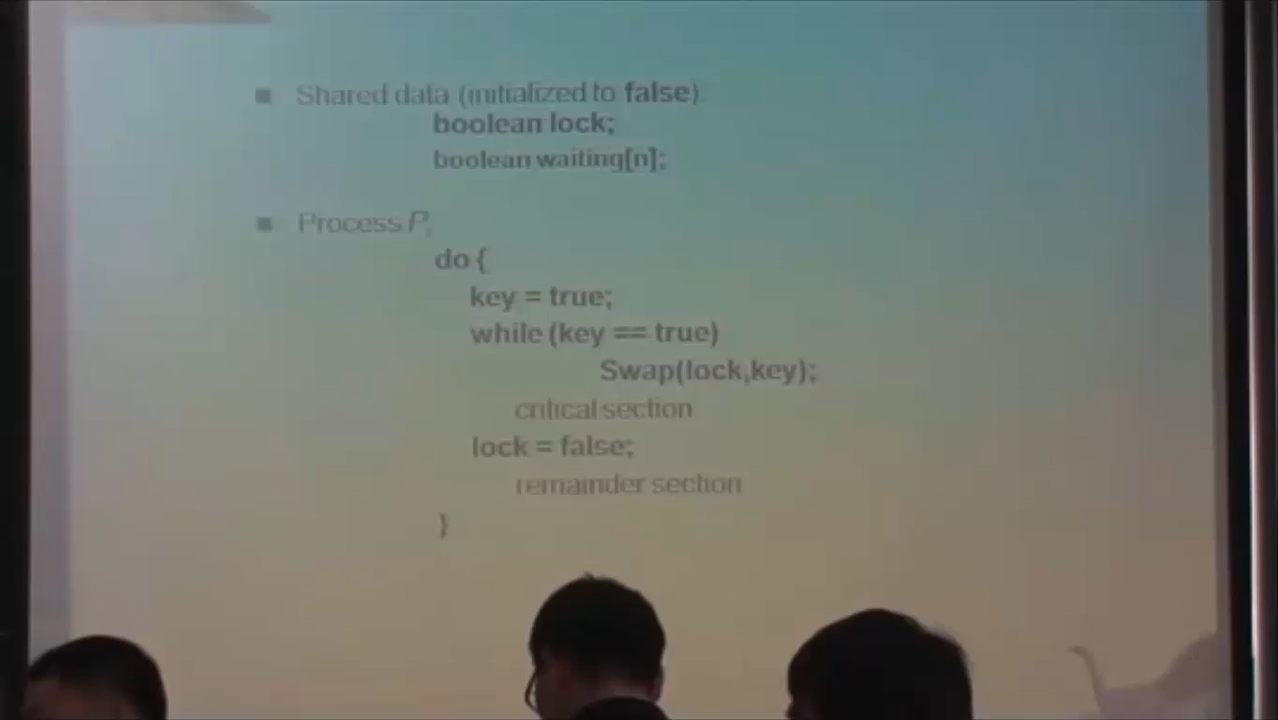 Shared data (initialized to false)
boolean lock;
boolean waiting[n];
Process Pi
do {
key = true;
while (key == true)
Swap(lock,key);
critical section
lock = false;
remainder section
}